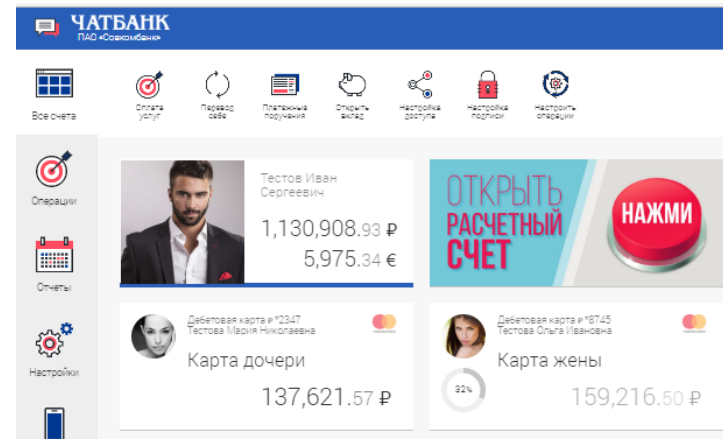 ЧАТБАНК
ПАО «Совкомбанк»
Все счета
Оплата
услуг
Перевод
себе
Платежные
поручения
Открыть
вклад
Настройка
доступа
Настройка
подписи
Настроить
операции
Операции
Отчеты
Настройки
Тестов Иван
Сергеевич
1,130,908.93 ₽
5,975.34 €
ОТКРЫТЬ
РАСЧЕТНЫЙ
СЧЕТ
НАЖМИ
Дебетовая карта ₽ *2347
Тестова Мария Николаевна
Карта дочери
137,621.57 ₽
Дебетовая карта ₽ *8745
Тестова Ольга Ивановна
Карта жены
32%
159,216.50 ₽